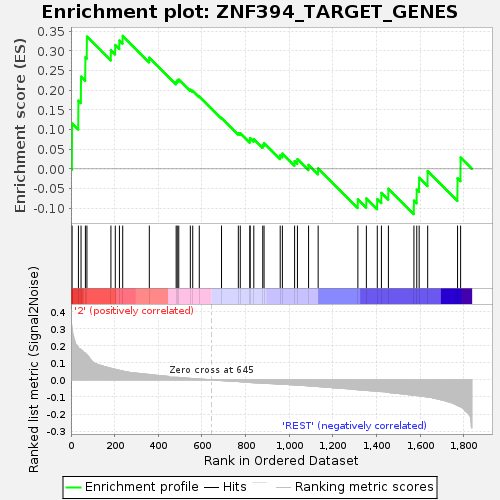 Enrichment plot: ZNF394_TARGET_GENES
Enrichment score (ES)
0.35
0.30
0.25
0.20
0.15
0.10
0.05
0.00
-0.05
-0.10
'2' (positively correlated)
Ranked list metric (Signal2Noise)
0.4
0.3
0.2
0.1
0.0
-0.1
-0.2
-0.3
Zero cross at 645
'REST' (negatively correlated)
0 200 400 600 800 1,000 1,200 1,400 1,600 1,800
Rank in Ordered Dataset
Enrichment profile Hits Ranking metric scores